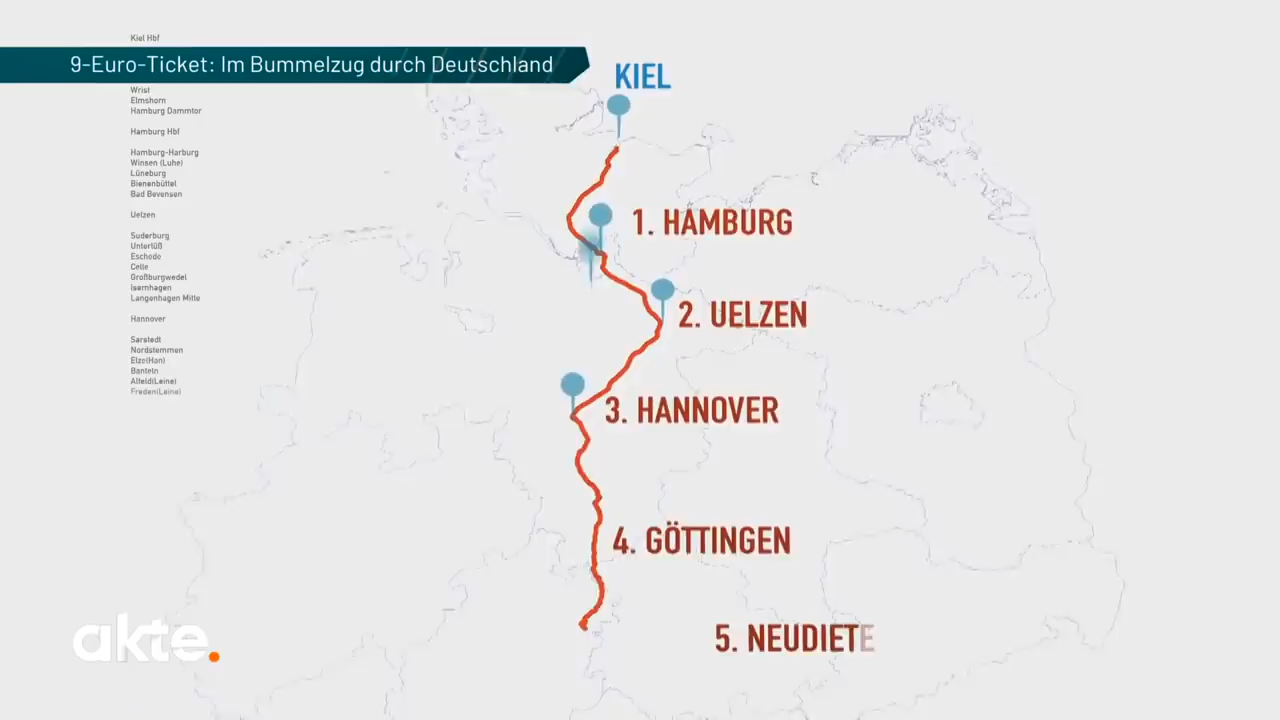 Kiel Hbf
9-Euro-Ticket: Im Bummelzug durch Deutschland
Wrist
Elmshorn
Hamburg Dammtor
Hamburg Hbf
Hamburg-Harburg
Winsen (Luhe)
Lüneburg
Bienenbüttel
Bad Bevensen
Uelzen
Suderburg
Unterlüß
Eschede
Celle
Großburgwedel
Isernhagen
Langenhagen Mitte
Hannover
Sarstedt
Nordstemmen
Elze(Han)
Banteln
Alfeld(Leine)
Freden(Leine)
KIEL
1. HAMBURG
2. UELZEN
3. HANNOVER
4. GÖTTINGEN
5. NEUDIETE
akte.